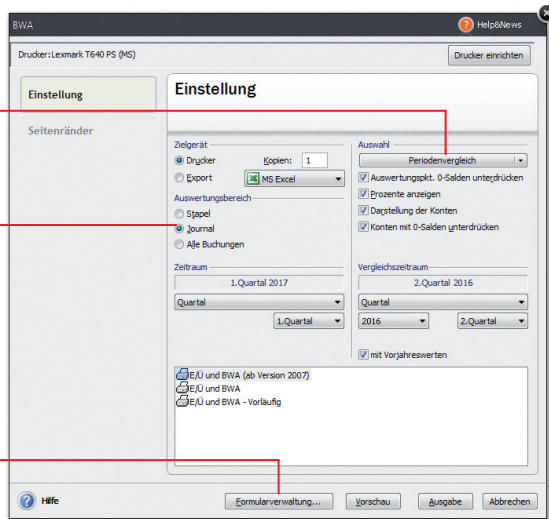 BWA
Help&News
Drucker:Lexmark T640 PS (MS)
Drucker einrichten
Einstellung
Seitenränder
Einstellung
Zielgerät
Drucker Kopien: 1
Export MS Excel
Auswertungsbereich
Stapel
Journal
Alle Buchungen
Zeitraum
1.Quartal 2017
Quartal
1.Quartal
Auswahl
Periodenvergleich
Auswertungspkt. 0-Salden unterdrücken
Prozente anzeigen
Darstellung der Konten
Konten mit 0-Salden unterdrücken
Vergleichszeitraum
2.Quartal 2016
Quartal
2016 2.Quartal
mit Vorjahreswerten
E/Ü und BWA (ab Version 2007)
E/Ü und BWA
E/Ü und BWA - Vorläufig
Hilfe
Formularverwaltung...
Vorschau
Ausgabe
Abbrechen